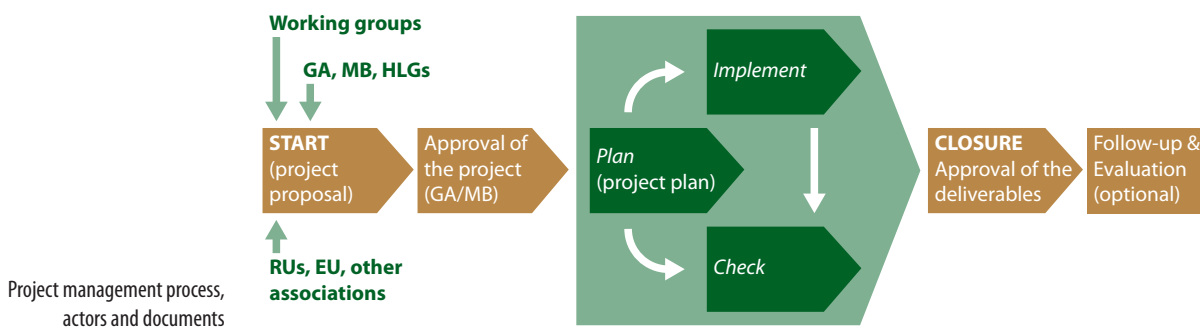 Working groups
GA, MB, HLGs
START
(project
proposal)
Approval of
the project
(GA/MB)
Plan
(project plan)
Implement
Check
CLOSURE
Approval of the
deliverables
Follow-up &
Evaluation
(optional)
RUs, EU, other
associations
Project management process,
actors and documents